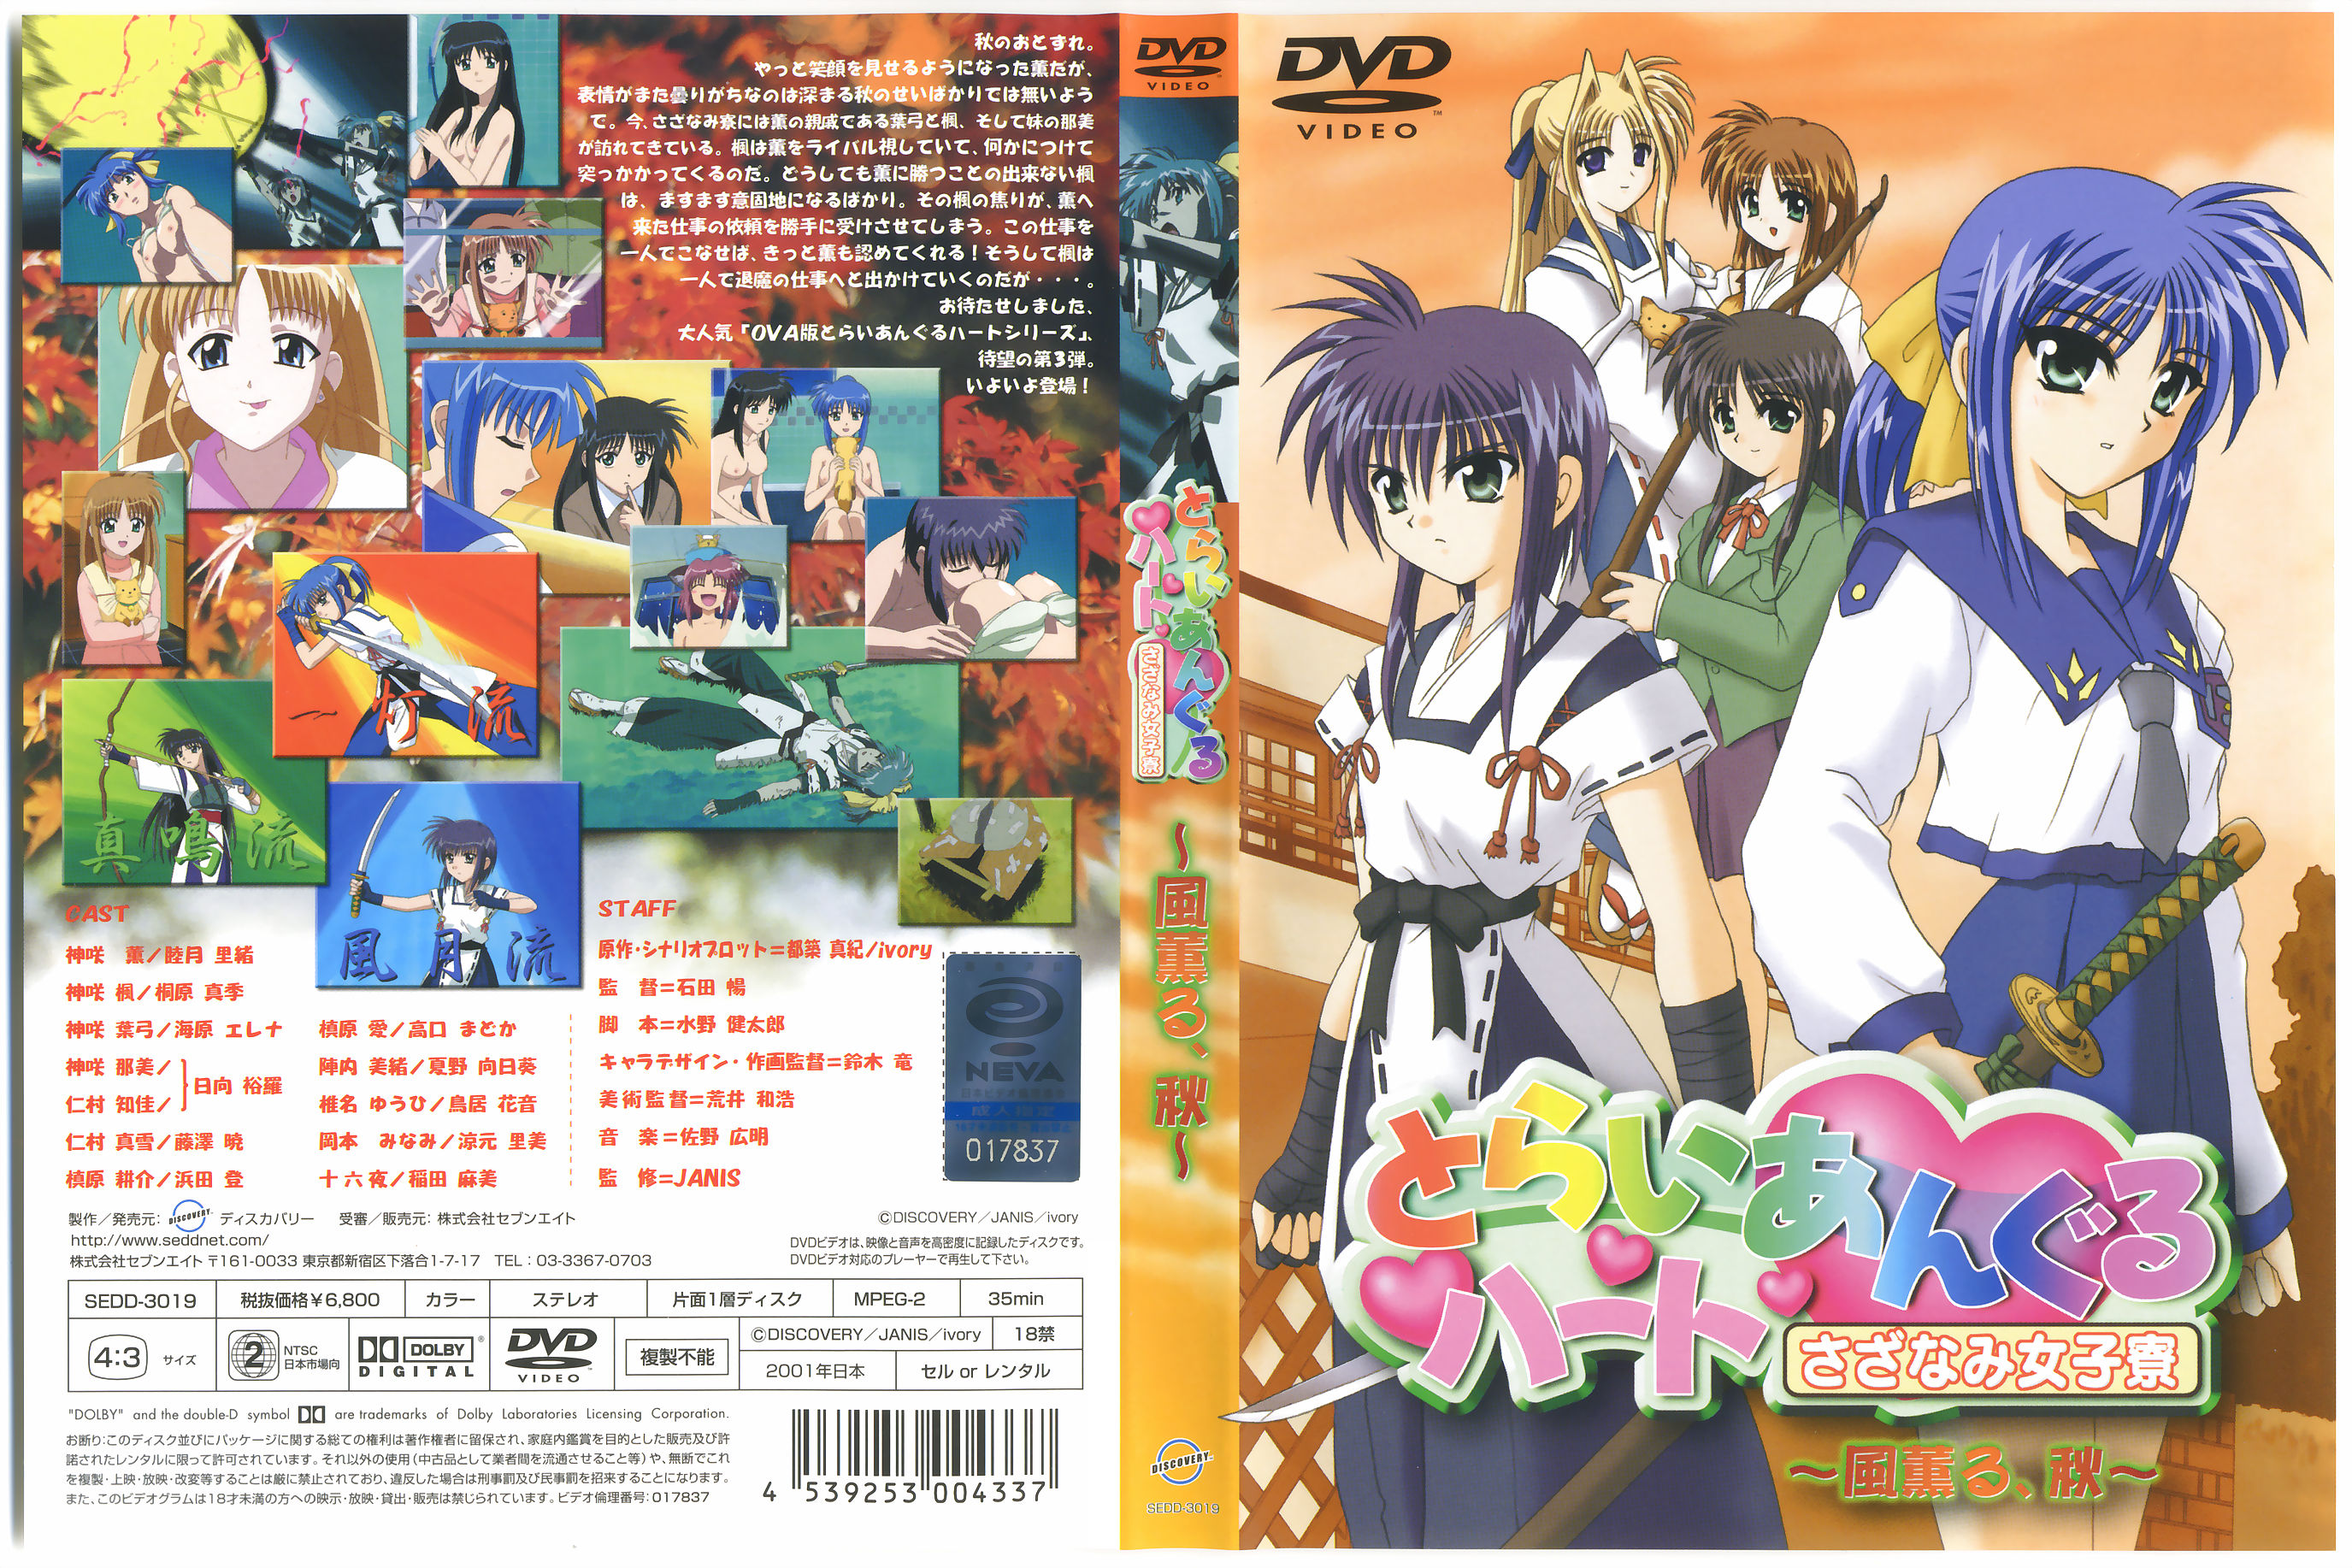 秋のおとずれ。
やっと笑顔を見せるようになった薫だが、
表情がまた曇りがちなのは深まる秋のせいばかりでは無いよう
で。今、さざなみ寮には薫の親戚である葉弓と楓、そして妹の那美
が訪れてきている。楓は薫をライバル視していて、何かにつけて
突っかかってくるのだ。どうしても薫に勝つことの出来ない楓
は、ますます意固地になるばかり。その楓の焦りが、薫へ
来た仕事の依頼を勝手に受けさせてしまう。この仕事を
一人でこなせば、きっと薫も認めてくれる！そうして楓は
一人で退魔の仕事へと出かけていくのだが・・・。
お待たせしました、
大人気『OVA版とらいあんぐるハートシリーズ』、
待望の第3弾。
いよいよ登場！
一灯流
真鳴流
風月流
CAST
神咲 薫／睦月 里緒
神咲 楓／桐原 真季
神咲 葉弓／海原 エレナ
神咲 那美／
仁村 知佳／
日向 裕羅
仁村 真雪／藤澤 暁
槙原 耕介／浜田 登
槙原 愛／高口 まどか
陣内 美緒／夏野 向日葵
椎名 ゆうひ／鳥居 花音
岡本 みなみ／涼元 里美
十六夜／稲田 麻美
STAFF
原作・シナリオプロット＝都築 真紀／ivory
監 督＝石田 暢
脚 本＝水野 健太郎
キャラデザイン・作画監督＝鈴木 竜
美術監督＝荒井 和浩
音 楽＝佐野 広明
監 修＝JANIS
NEVA
成人指定
017837
製作／発売元: DISCOVERY ディスカバリー 受審／販売元: 株式会社セブンエイト
http://www.seddnet.com/
株式会社セブンエイト 〒161-0033 東京都新宿区下落合1-7-17 TEL : 03-3367-0703
©DISCOVERY／JANIS／ivory
DVDビデオは、映像と音声を高密度に記録したディスクです。
DVDビデオ対応のプレーヤーで再生して下さい。
SEDD-3019 税抜価格¥6,800 カラー ステレオ 片面1層ディスク MPEG-2 35min
4:3 サイズ 2 NTSC 日本市場向 DOLBY DIGITAL DVD VIDEO 複製不能
©DISCOVERY／JANIS／ivory 18禁
2001年日本 セル or レンタル
"DOLBY" and the double-D symbol are trademarks of Dolby Laboratories Licensing Corporation.
お断り：このディスク並びにパッケージに関する総ての権利は著作権者に留保され、家庭内鑑賞を目的とした販売及び許
諾されたレンタルに限って許可されています。それ以外の使用（中古品として業者間を流通させること等）や、無断でこれ
を複製・上映・放映・改変等することは厳に禁止されており、違反した場合は刑事罰及び民事罰を招来することになります。
また、このビデオグラムは18才未満の方への映示・放映・貸出・販売は禁じられています。ビデオ倫理番号：017837
4 539253 004337
DVD
VIDEO
とらいあんぐる
ハート
さざなみ女子寮
～風薫る、秋～
DISCOVERY
SEDD-3019
DVD
VIDEO
とらいあんぐる
ハート
さざなみ女子寮
～風薫る、秋～